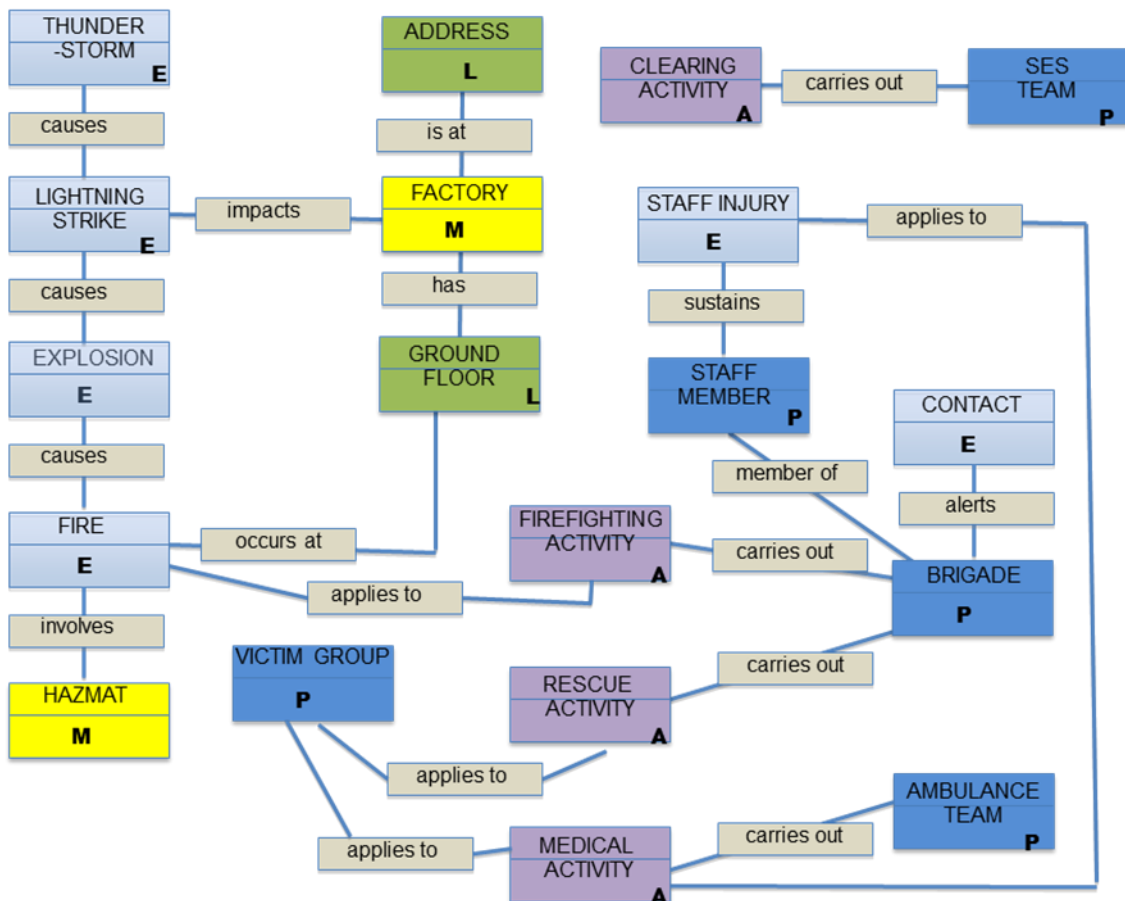 THUNDER
-STORM
E
ADDRESS
L
CLEARING
ACTIVITY
A
carries out
SES
TEAM
P
causes
is at
LIGHTNING
STRIKE
E
impacts
FACTORY
M
STAFF INJURY
E
applies to
causes
has
sustains
EXPLOSION
E
GROUND
FLOOR
L
STAFF
MEMBER
P
CONTACT
E
causes
member of
alerts
FIRE
E
occurs at
FIREFIGHTING
ACTIVITY
A
carries out
BRIGADE
P
applies to
involves
VICTIM GROUP
P
RESCUE
ACTIVITY
A
carries out
HAZMAT
M
applies to
AMBULANCE
TEAM
P
applies to
MEDICAL
ACTIVITY
A
carries out